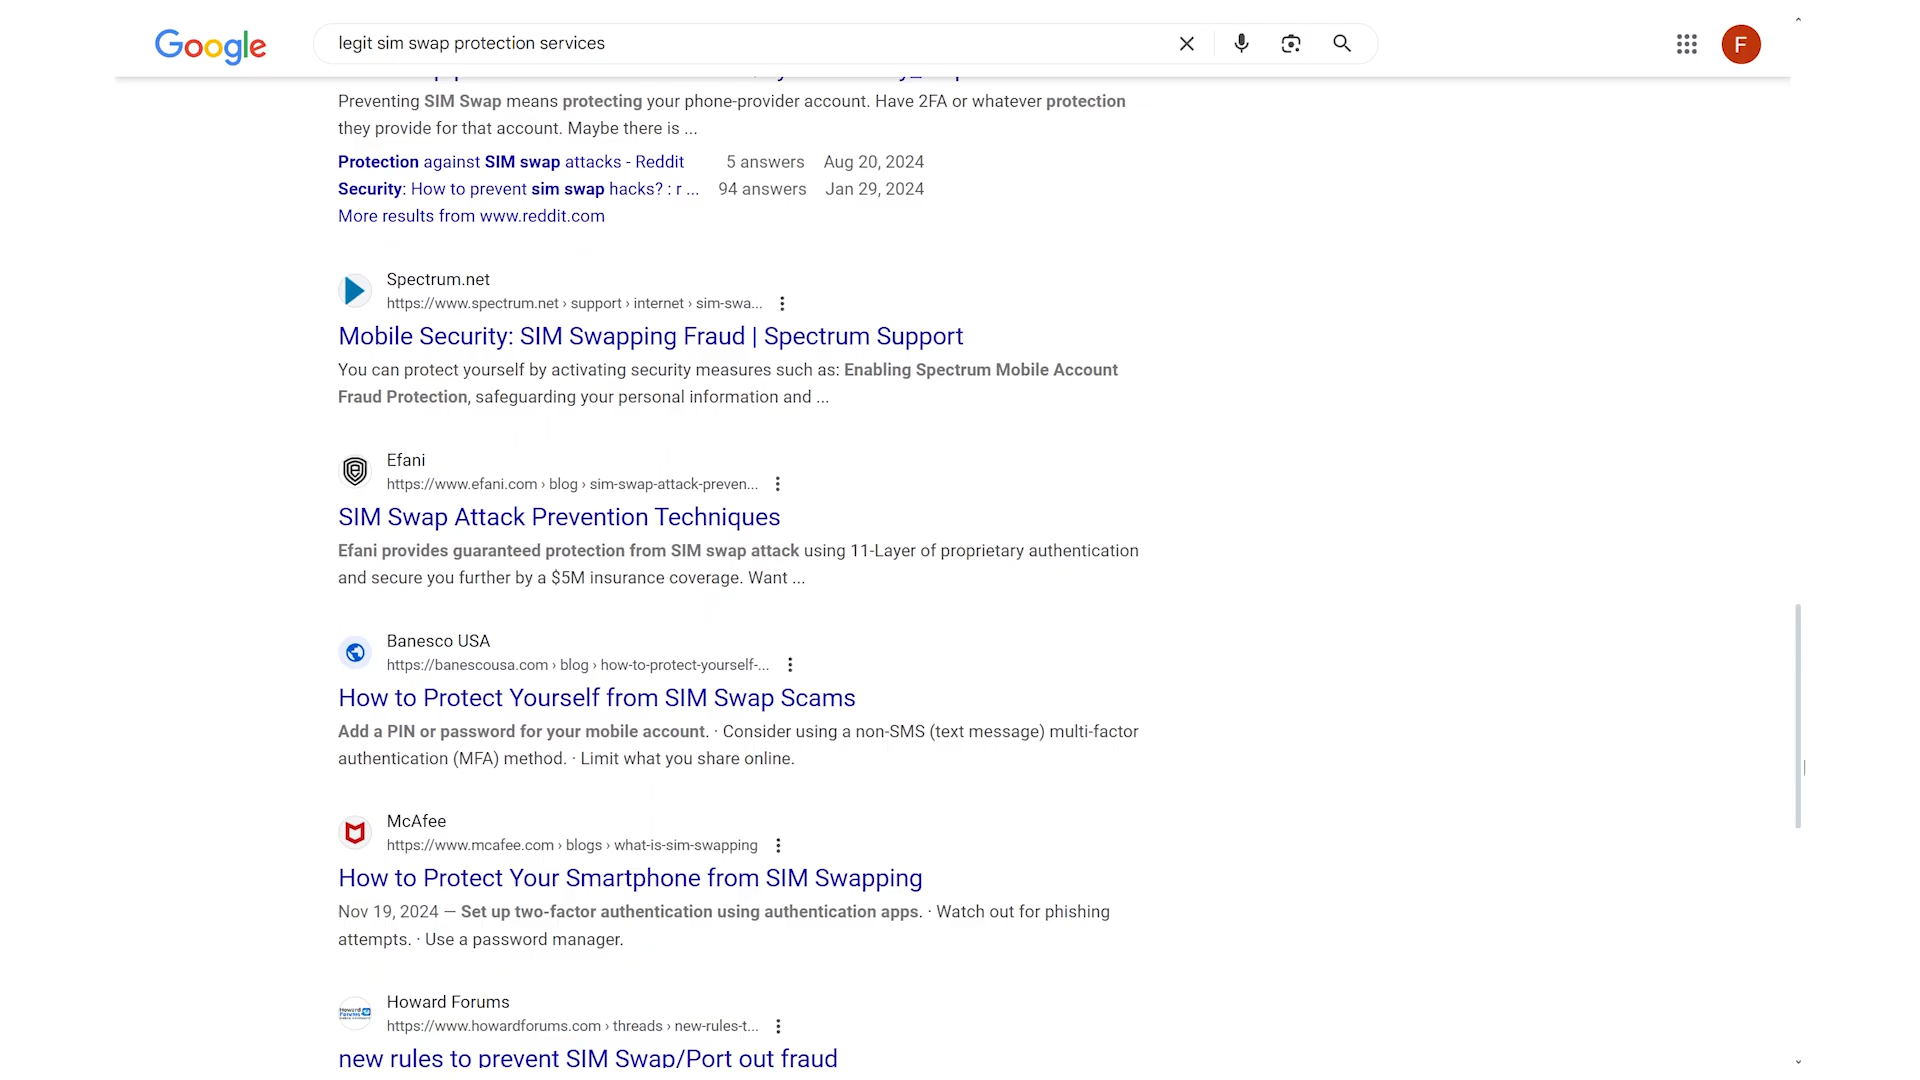 Google
legit sim swap protection services
F
Preventing SIM Swap means protecting your phone-provider account. Have 2FA or whatever protection
they provide for that account. Maybe there is ...
Protection against SIM swap attacks - Reddit 5 answers Aug 20, 2024
Security: How to prevent sim swap hacks? : r ... 94 answers Jan 29, 2024
More results from www.reddit.com
Spectrum.net
https://www.spectrum.net › support › internet › sim-swa...
Mobile Security: SIM Swapping Fraud | Spectrum Support
You can protect yourself by activating security measures such as: Enabling Spectrum Mobile Account
Fraud Protection, safeguarding your personal information and ...
Efani
https://www.efani.com › blog › sim-swap-attack-preven...
SIM Swap Attack Prevention Techniques
Efani provides guaranteed protection from SIM swap attack using 11-Layer of proprietary authentication
and secure you further by a $5M insurance coverage. Want ...
Banesco USA
https://banescousa.com › blog › how-to-protect-yourself-...
How to Protect Yourself from SIM Swap Scams
Add a PIN or password for your mobile account. · Consider using a non-SMS (text message) multi-factor
authentication (MFA) method. · Limit what you share online.
McAfee
https://www.mcafee.com › blogs › what-is-sim-swapping
How to Protect Your Smartphone from SIM Swapping
Nov 19, 2024 — Set up two-factor authentication using authentication apps. · Watch out for phishing
attempts. · Use a password manager.
Howard Forums
https://www.howardforums.com › threads › new-rules-t...
new rules to prevent SIM Swap/Port out fraud